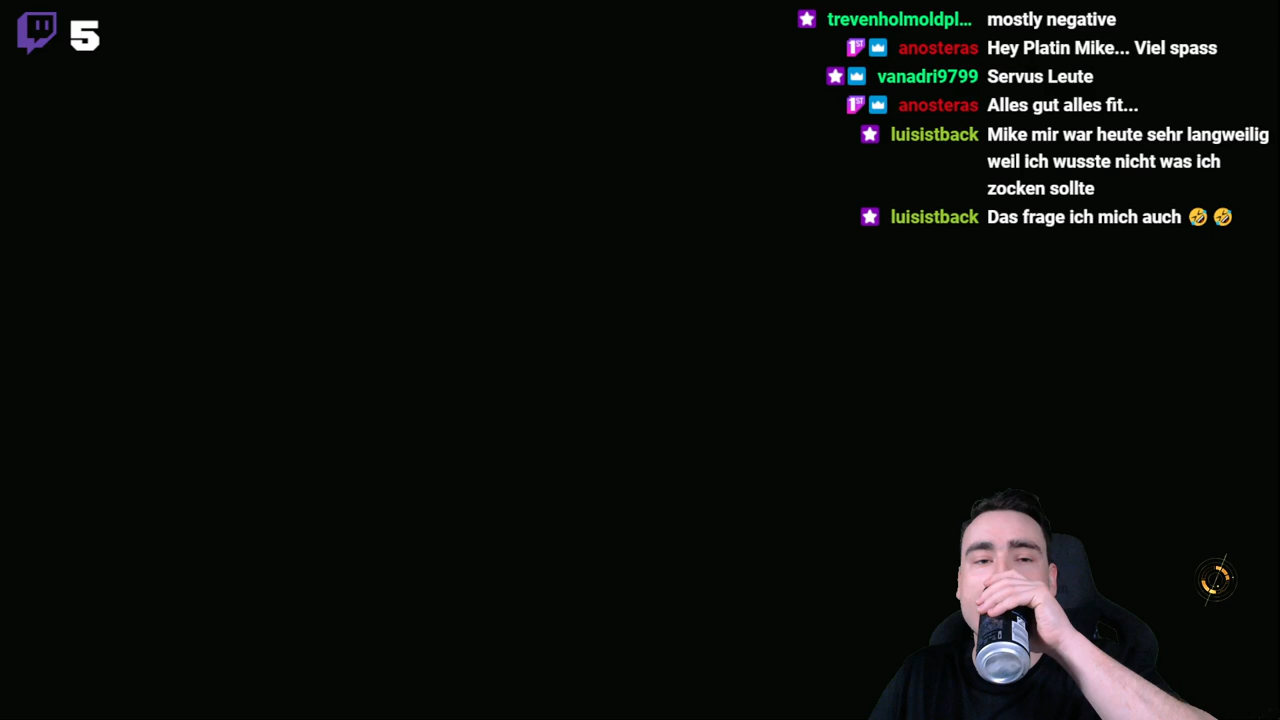 5
trevenholmoldpl... mostly negative
anosteras Hey Platin Mike... Viel spass
vanadri9799 Servus Leute
anosteras Alles gut alles fit...
luisistback Mike mir war heute sehr langweilig
weil ich wusste nicht was ich
zocken sollte
luisistback Das frage ich mich auch 🤣 🤣